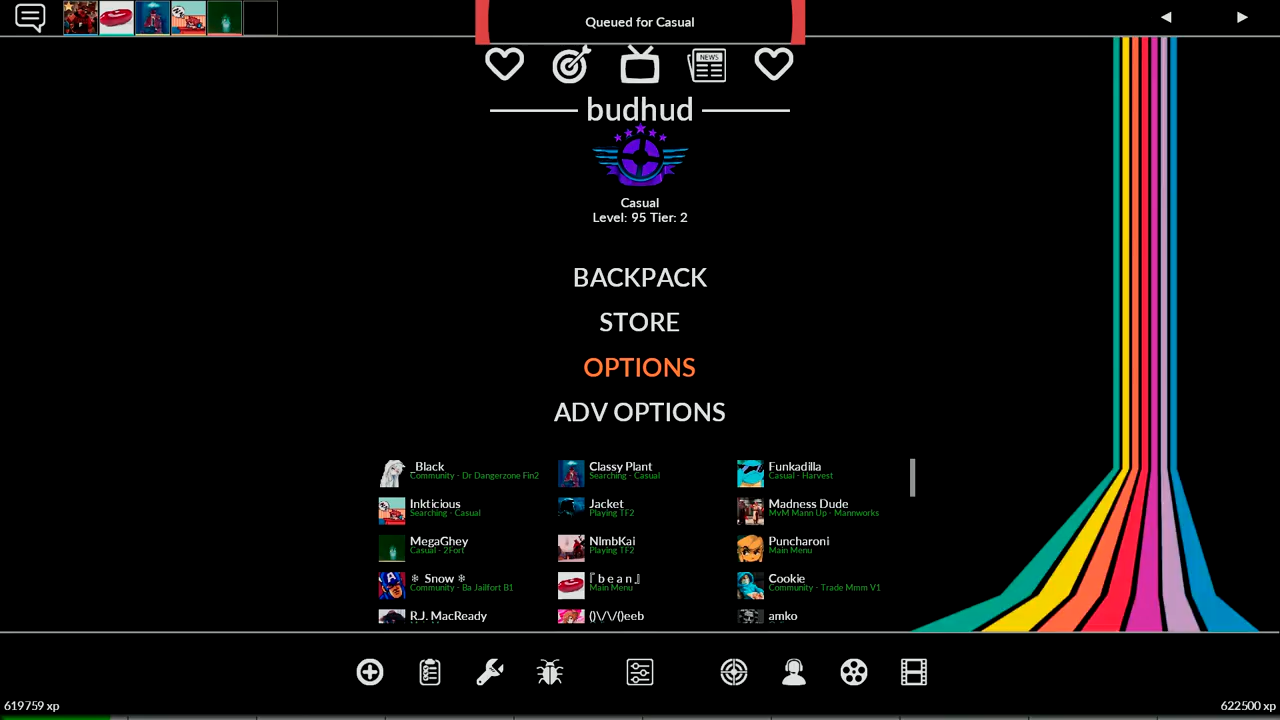 Queued for Casual
NEWS
budhud
Casual
Level: 95 Tier: 2
BACKPACK
STORE
OPTIONS
ADV OPTIONS
_Black
Community - Dr Dangerzone Fin2
Classy Plant
Searching - Casual
Funkadilla
Casual - Harvest
Inkticious
Searching - Casual
Jacket
Playing TF2
Madness Dude
MvM Mann Up - Mannworks
MegaGhey
Casual - 2Fort
NImbKai
Playing TF2
Puncharoni
Main Menu
❄ Snow ❄
Community - Ba Jailfort B1
『 b e a n 』
Main Menu
Cookie
Community - Trade Mmm V1
R.J. MacReady
()\/\/()eeb
amko
619759 xp
622500 xp